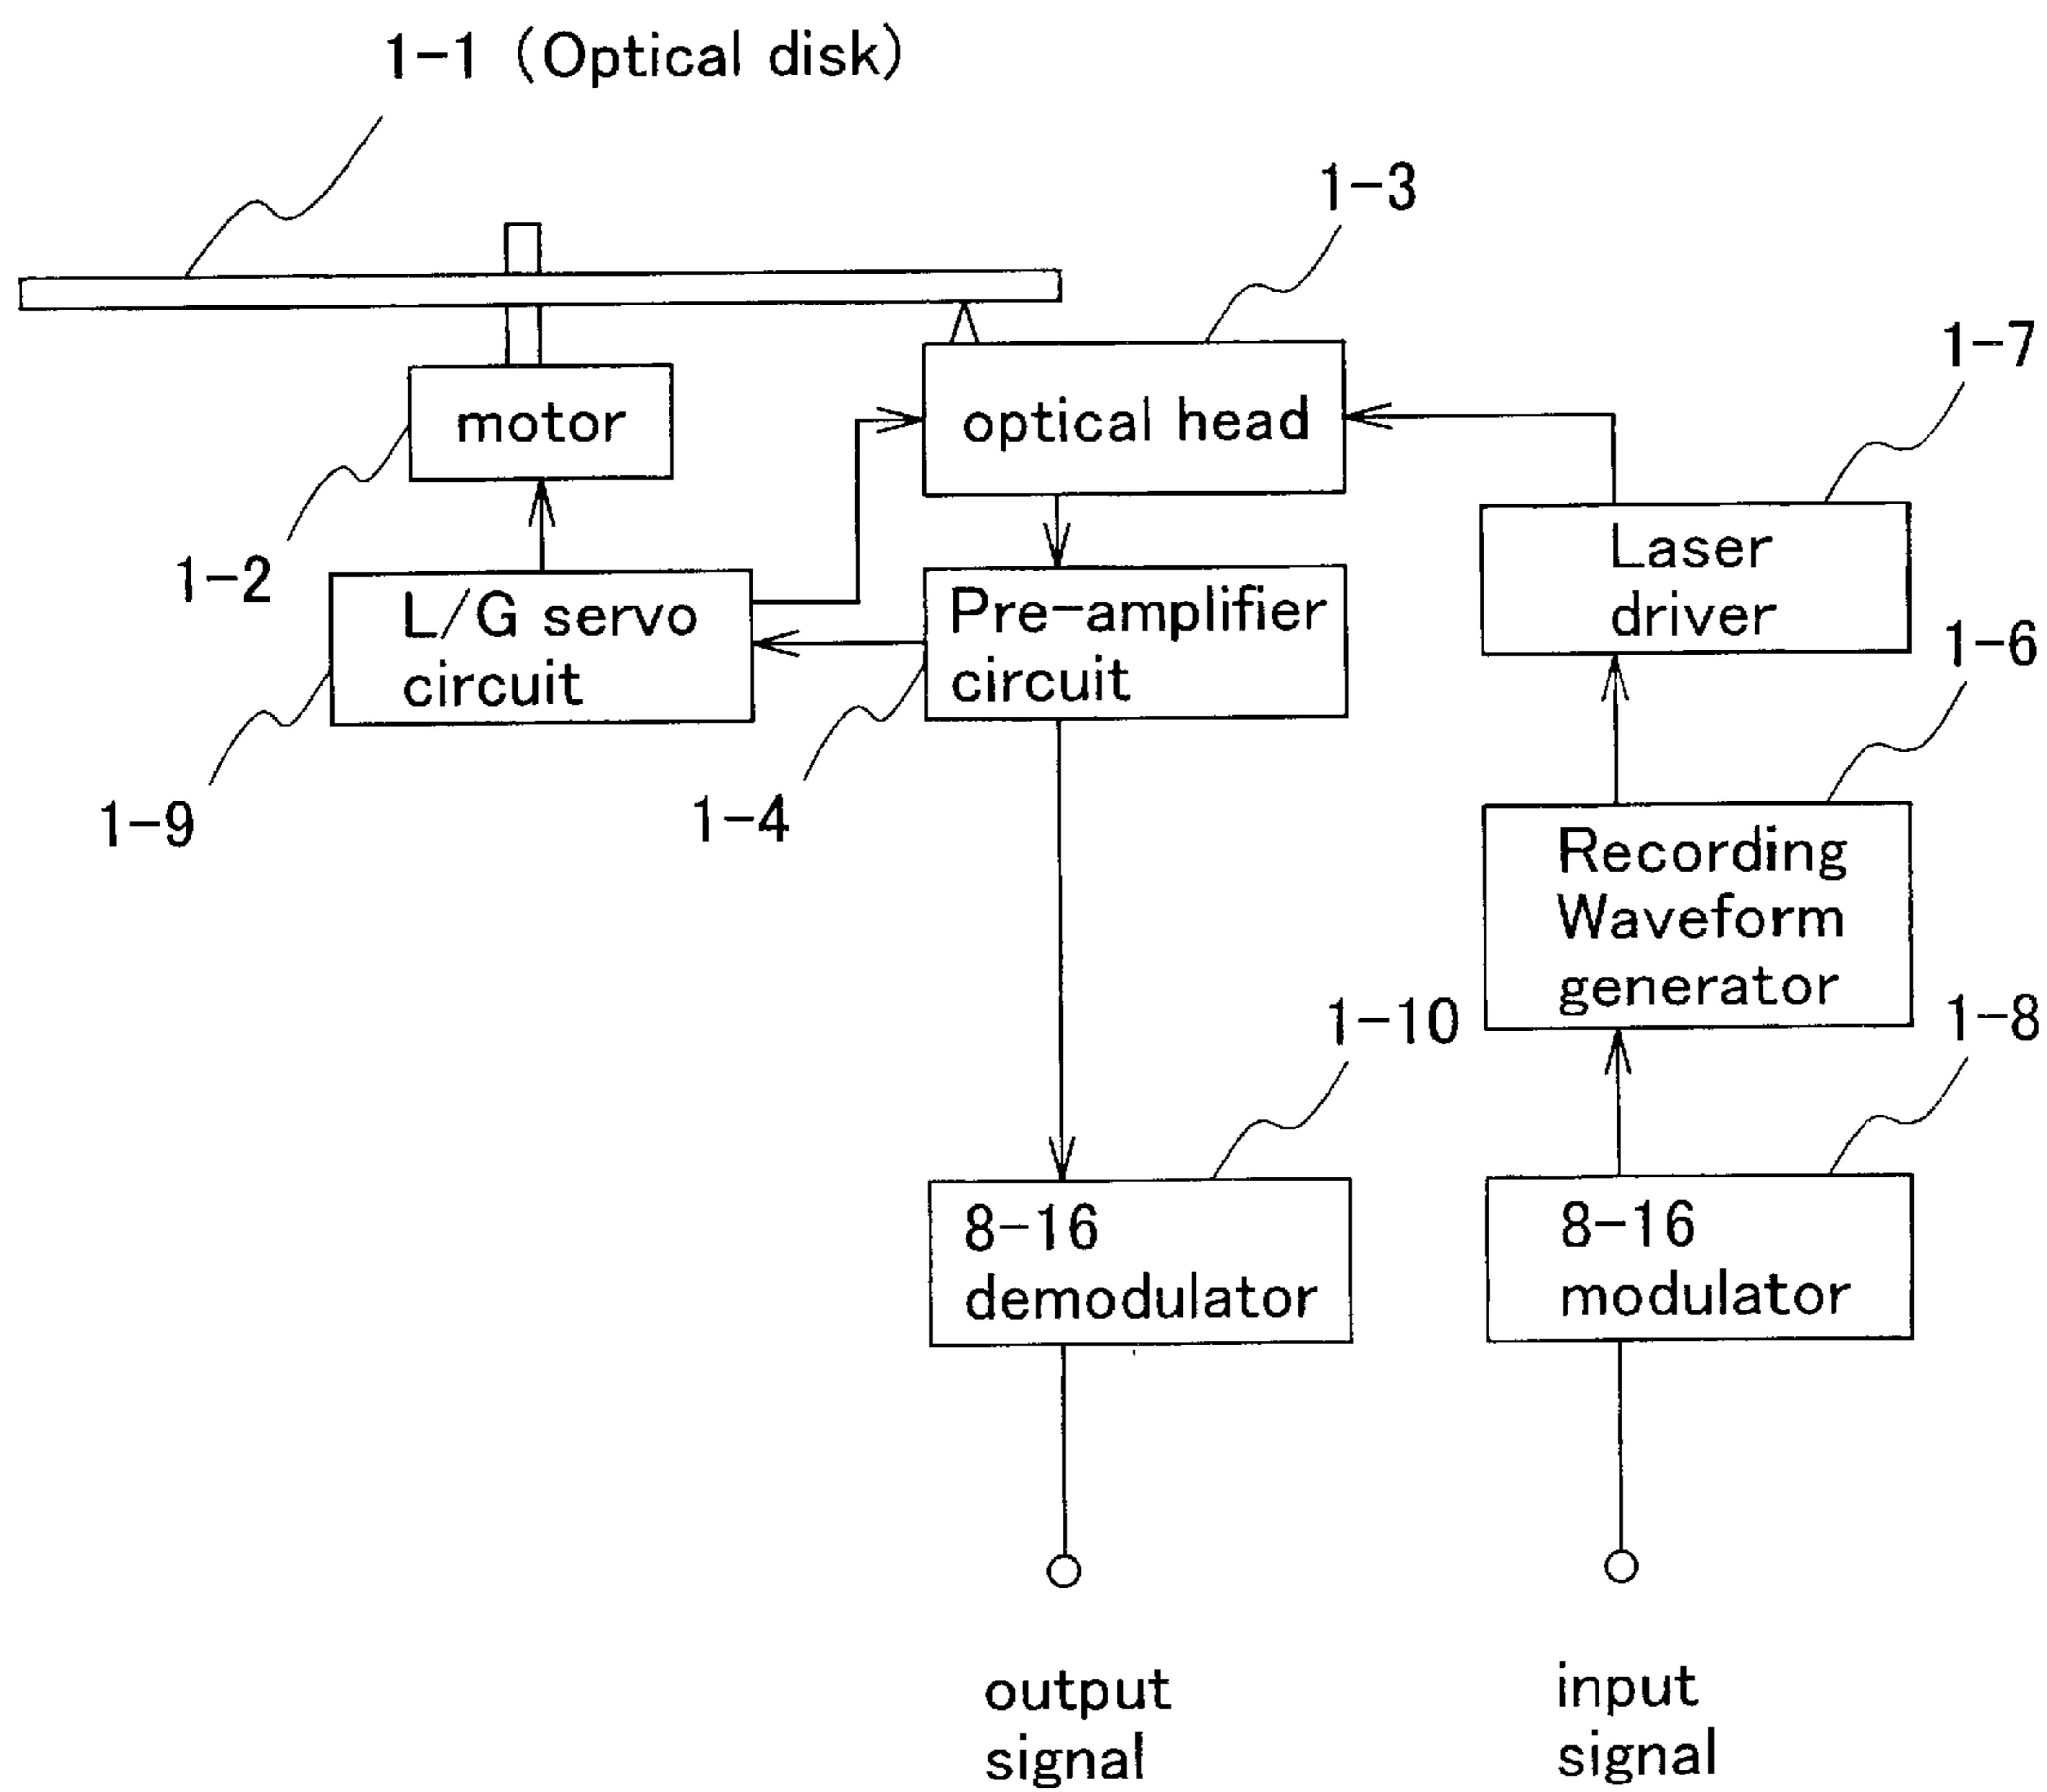 1-1 (Optical disk)
1-3
1-7
motor
optical head
1-2
L/G servo
circuit
Pre-amplifier
circuit
Laser
driver
1-6
1-9
1-4
Recording
Waveform
generator
1-10
1-8
8-16
demodulator
8-16
modulator
output
signal
input
signal